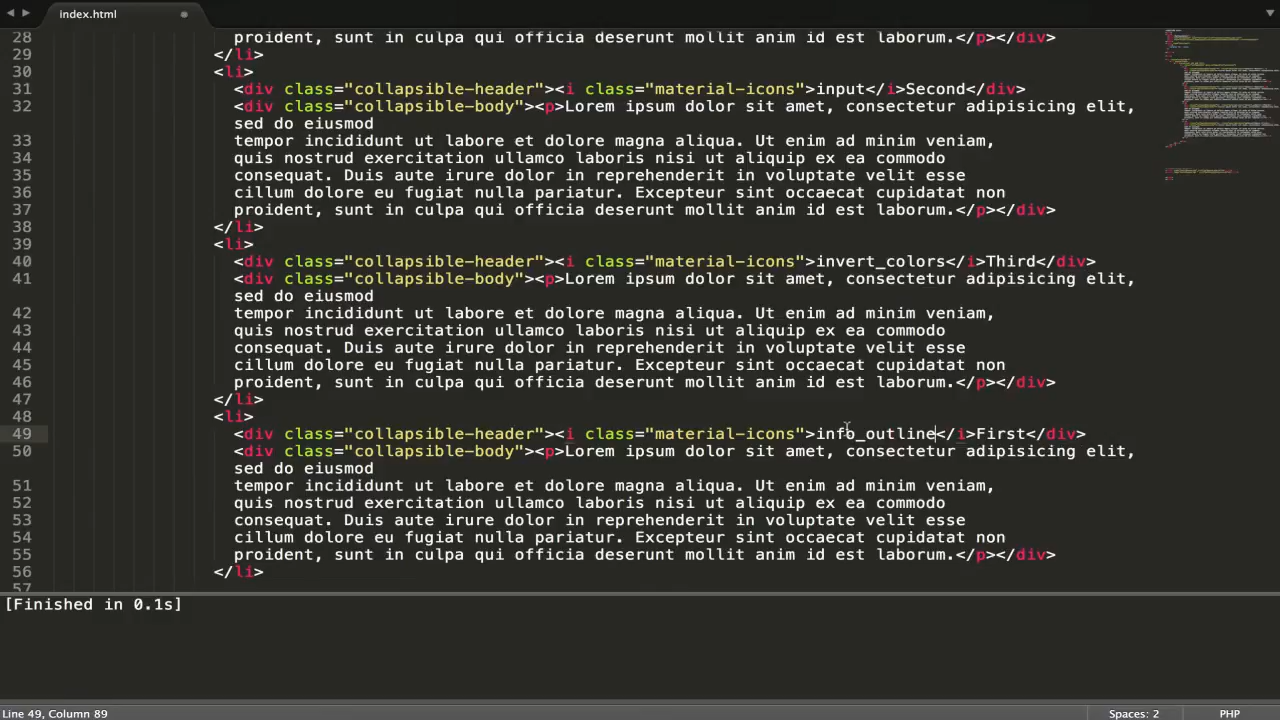 index.html
28 proident, sunt in culpa qui officia deserunt mollit anim id est laborum.</p></div>
29 </li>
30 <li>
31 <div class="collapsible-header"><i class="material-icons">input</i>Second</div>
32 <div class="collapsible-body"><p>Lorem ipsum dolor sit amet, consectetur adipisicing elit,
sed do eiusmod
33 tempor incididunt ut labore et dolore magna aliqua. Ut enim ad minim veniam,
34 quis nostrud exercitation ullamco laboris nisi ut aliquip ex ea commodo
35 consequat. Duis aute irure dolor in reprehenderit in voluptate velit esse
36 cillum dolore eu fugiat nulla pariatur. Excepteur sint occaecat cupidatat non
37 proident, sunt in culpa qui officia deserunt mollit anim id est laborum.</p></div>
38 </li>
39 <li>
40 <div class="collapsible-header"><i class="material-icons">invert_colors</i>Third</div>
41 <div class="collapsible-body"><p>Lorem ipsum dolor sit amet, consectetur adipisicing elit,
sed do eiusmod
42 tempor incididunt ut labore et dolore magna aliqua. Ut enim ad minim veniam,
43 quis nostrud exercitation ullamco laboris nisi ut aliquip ex ea commodo
44 consequat. Duis aute irure dolor in reprehenderit in voluptate velit esse
45 cillum dolore eu fugiat nulla pariatur. Excepteur sint occaecat cupidatat non
46 proident, sunt in culpa qui officia deserunt mollit anim id est laborum.</p></div>
47 </li>
48 <li>
49 <div class="collapsible-header"><i class="material-icons">info_outline</i>First</div>
50 <div class="collapsible-body"><p>Lorem ipsum dolor sit amet, consectetur adipisicing elit,
sed do eiusmod
51 tempor incididunt ut labore et dolore magna aliqua. Ut enim ad minim veniam,
52 quis nostrud exercitation ullamco laboris nisi ut aliquip ex ea commodo
53 consequat. Duis aute irure dolor in reprehenderit in voluptate velit esse
54 cillum dolore eu fugiat nulla pariatur. Excepteur sint occaecat cupidatat non
55 proident, sunt in culpa qui officia deserunt mollit anim id est laborum.</p></div>
56 </li>
57
[Finished in 0.1s]
Line 49, Column 89 Spaces: 2 PHP